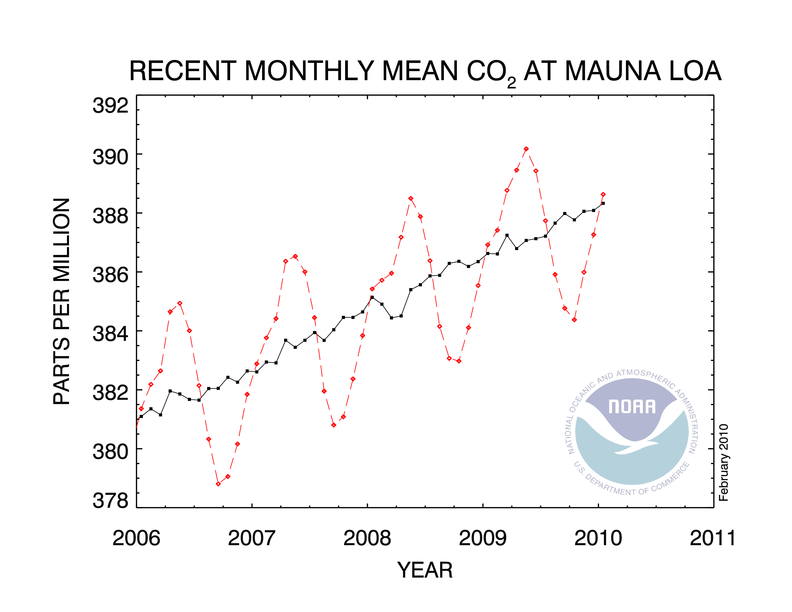 RECENT MONTHLY MEAN CO₂ AT MAUNA LOA
392
390
388
386
384
382
380
378
PARTS PER MILLION
2006 2007 2008 2009 2010 2011
YEAR
NATIONAL OCEANIC AND ATMOSPHERIC ADMINISTRATION
NOAA
U.S. DEPARTMENT OF COMMERCE
February 2010